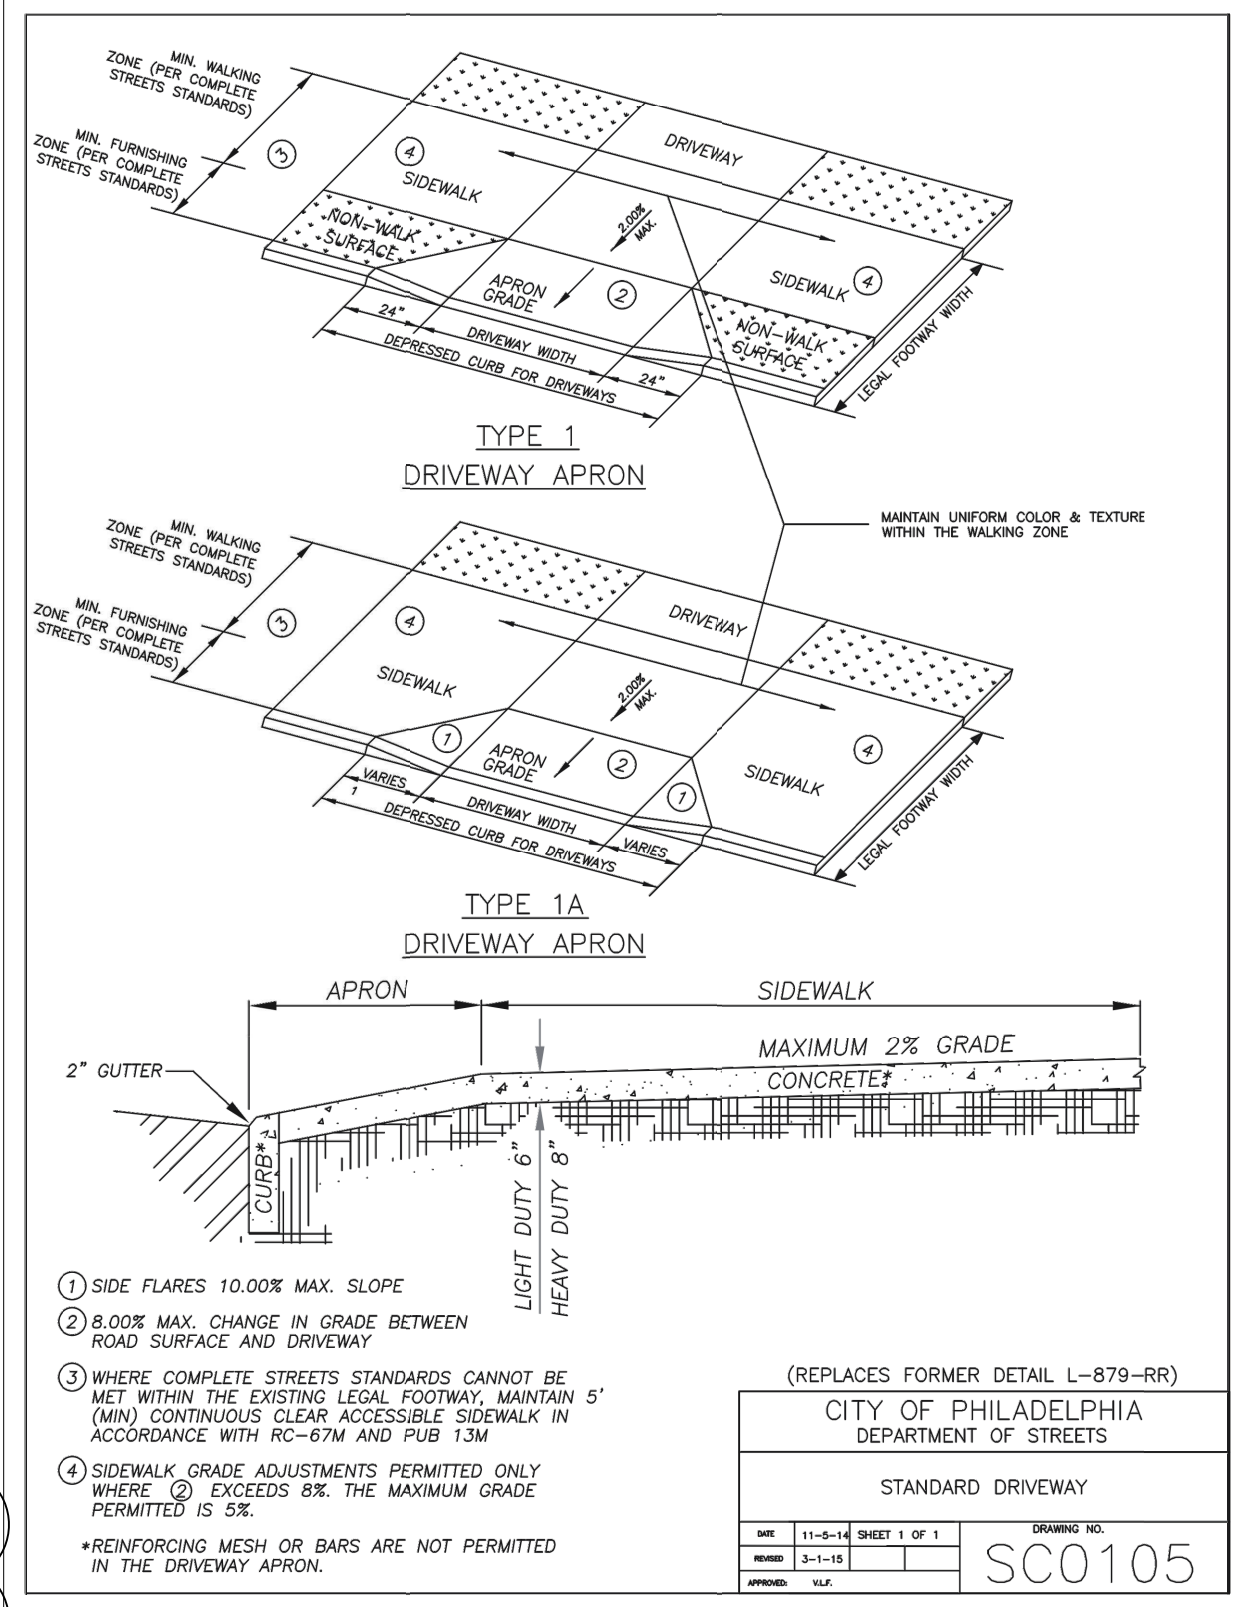 MIN. WALKING
ZONE (PER COMPLETE
STREETS STANDARDS)
MIN. FURNISHING
ZONE (PER COMPLETE
STREETS STANDARDS)
3
4
SIDEWALK
DRIVEWAY
NON-WALK
SURFACE
2.00%
MAX.
APRON
GRADE
2
SIDEWALK
4
NON-WALK
SURFACE
24"
DRIVEWAY WIDTH
24"
DEPRESSED CURB FOR DRIVEWAYS
LEGAL FOOTWAY WIDTH
TYPE 1
DRIVEWAY APRON
MAINTAIN UNIFORM COLOR & TEXTURE
WITHIN THE WALKING ZONE
MIN. WALKING
ZONE (PER COMPLETE
STREETS STANDARDS)
MIN. FURNISHING
ZONE (PER COMPLETE
STREETS STANDARDS)
3
4
SIDEWALK
DRIVEWAY
2.00%
MAX.
1
APRON
GRADE
2
1
SIDEWALK
4
VARIES
1
DRIVEWAY WIDTH
VARIES
DEPRESSED CURB FOR DRIVEWAYS
LEGAL FOOTWAY WIDTH
TYPE 1A
DRIVEWAY APRON
APRON
SIDEWALK
2" GUTTER
MAXIMUM 2% GRADE
CONCRETE*
CURB*
LIGHT DUTY 6"
HEAVY DUTY 8"
1 SIDE FLARES 10.00% MAX. SLOPE
2 8.00% MAX. CHANGE IN GRADE BETWEEN
ROAD SURFACE AND DRIVEWAY
3 WHERE COMPLETE STREETS STANDARDS CANNOT BE
MET WITHIN THE EXISTING LEGAL FOOTWAY, MAINTAIN 5'
(MIN) CONTINUOUS CLEAR ACCESSIBLE SIDEWALK IN
ACCORDANCE WITH RC-67M AND PUB 13M
4 SIDEWALK GRADE ADJUSTMENTS PERMITTED ONLY
WHERE 2 EXCEEDS 8%. THE MAXIMUM GRADE
PERMITTED IS 5%.
*REINFORCING MESH OR BARS ARE NOT PERMITTED
IN THE DRIVEWAY APRON.
(REPLACES FORMER DETAIL L-879-RR)
CITY OF PHILADELPHIA
DEPARTMENT OF STREETS
STANDARD DRIVEWAY
DATE 11-5-14 SHEET 1 OF 1
REVISED 3-1-15
APPROVED: V.L.F.
DRAWING NO.
SC0105